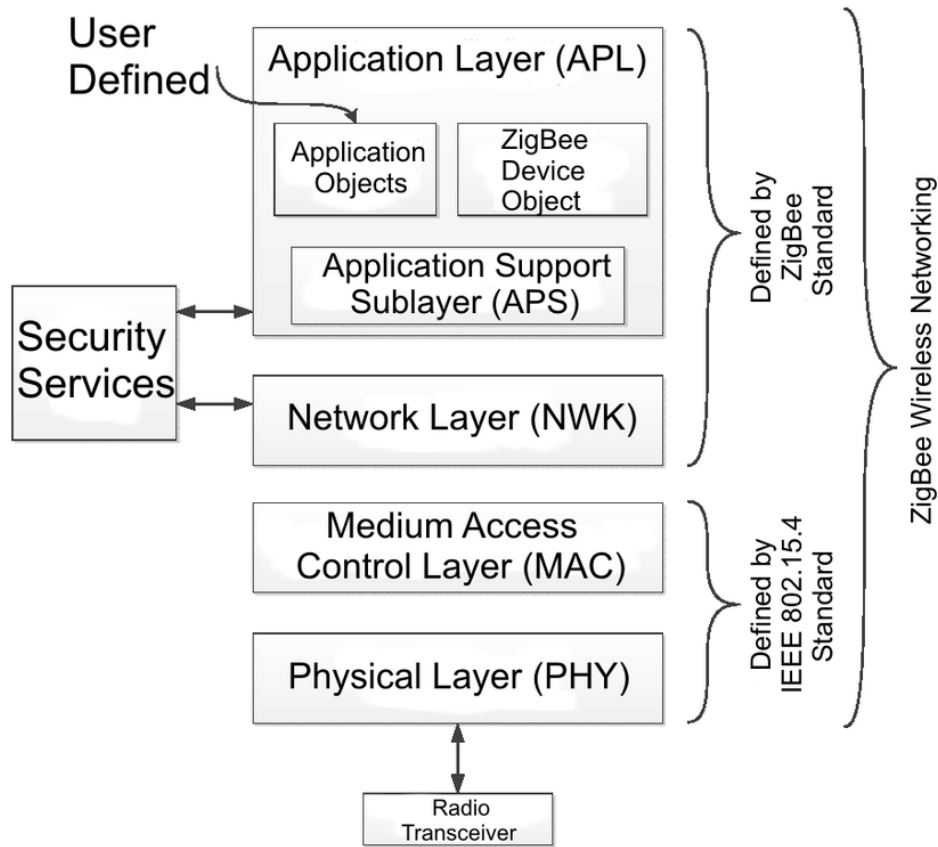 User
Defined
Application Layer (APL)
Application
Objects
ZigBee
Device
Object
Application Support
Sublayer (APS)
Security
Services
Network Layer (NWK)
Medium Access
Control Layer (MAC)
Physical Layer (PHY)
Radio
Transceiver
Defined by
ZigBee
Standard
Defined by
IEEE 802.15.4
Standard
ZigBee Wireless Networking